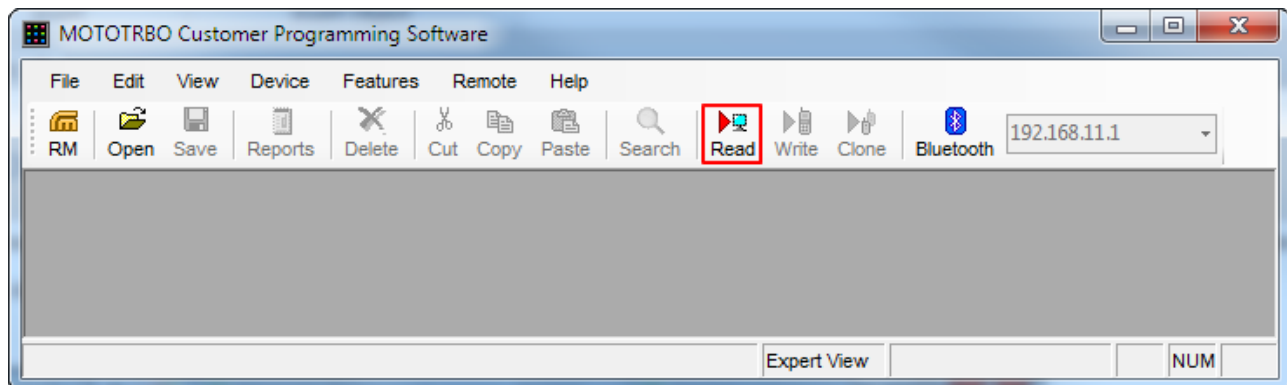 MOTOTRBO Customer Programming Software
File Edit View Device Features Remote Help
RM Open Save Reports Delete Cut Copy Paste Search Read Write Clone Bluetooth 192.168.11.1
Expert View NUM